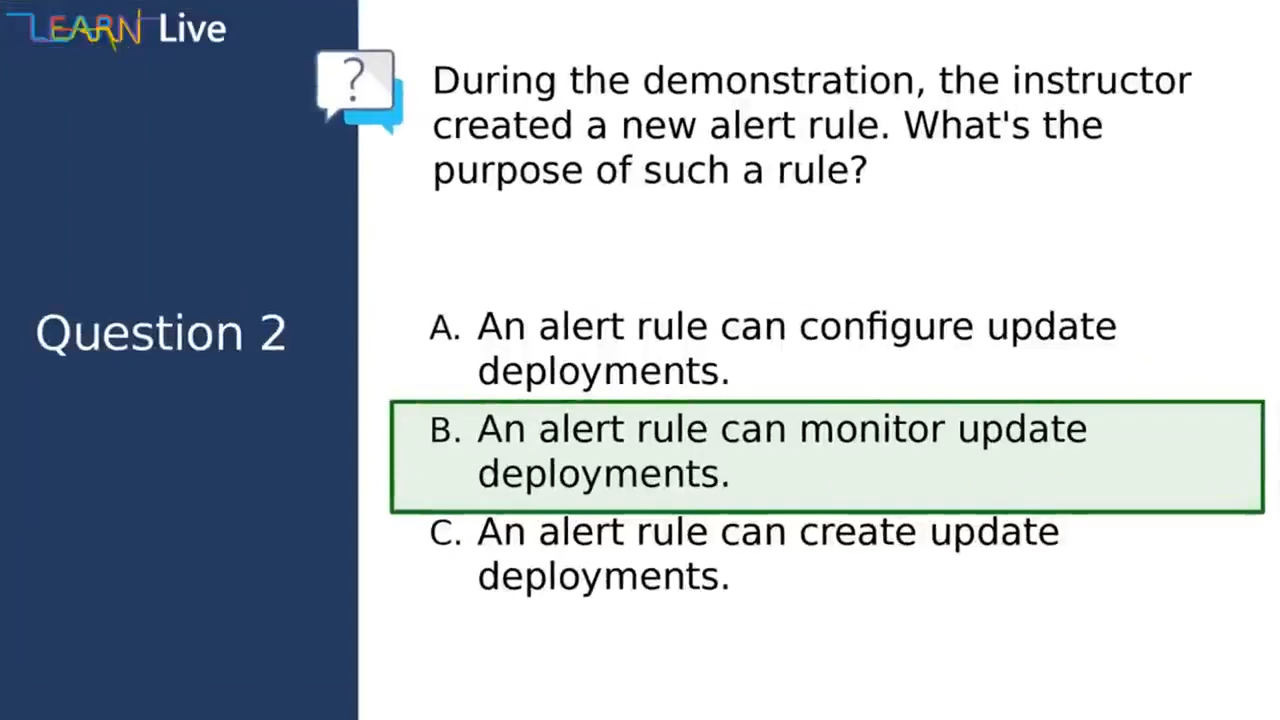 LEARN Live
?
During the demonstration, the instructor
created a new alert rule. What's the
purpose of such a rule?
Question 2
A. An alert rule can configure update
deployments.
B. An alert rule can monitor update
deployments.
C. An alert rule can create update
deployments.